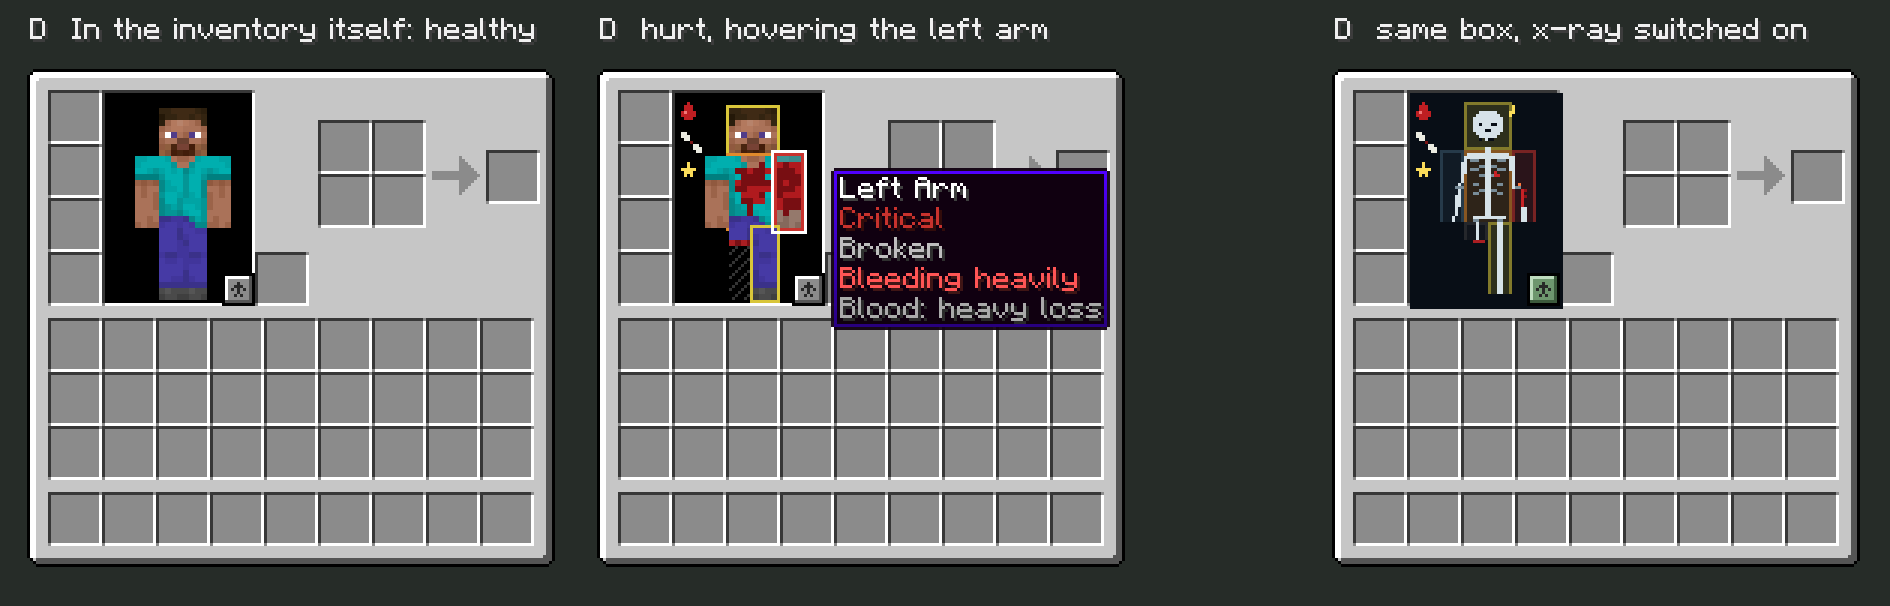 D In the inventory itself: healthy
D hurt, hovering the left arm
D same box, x-ray switched on
Left Arm
Critical
Broken
Bleeding heavily
Blood: heavy loss